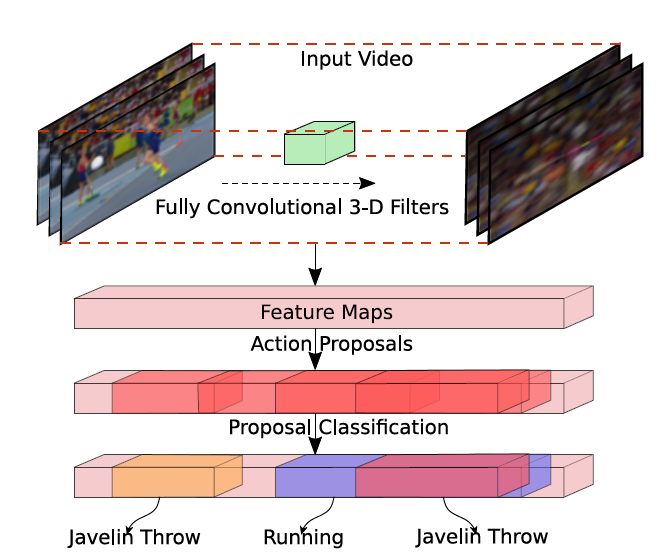 Input Video
Fully Convolutional 3-D Filters
Feature Maps
Action Proposals
Proposal Classification
Javelin Throw
Running
Javelin Throw